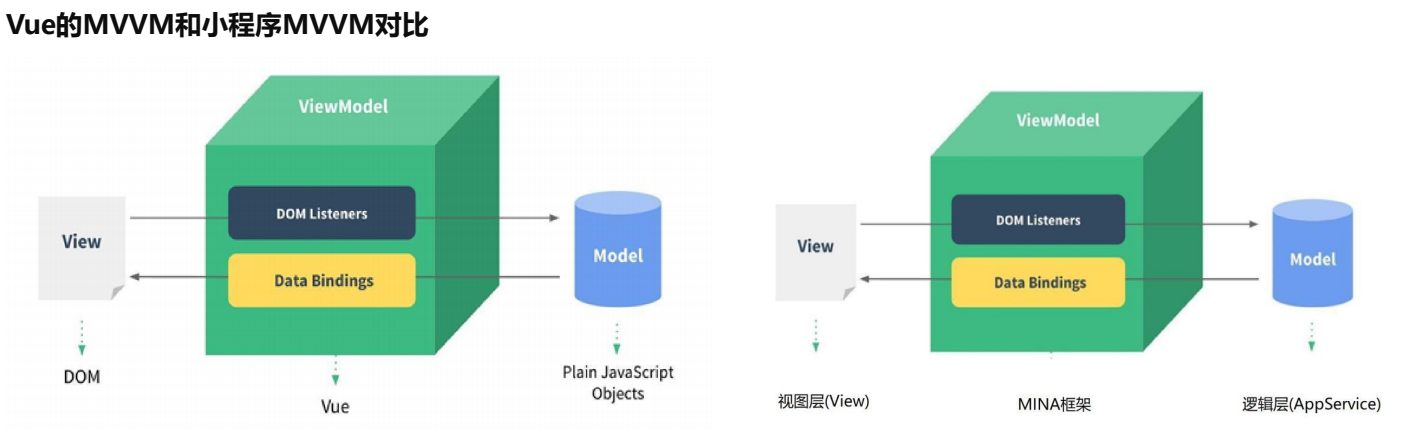 Vue的MVVM和小程序MVVM对比
ViewModel
DOM Listeners
View
Model
Data Bindings
DOM
Vue
Plain JavaScript
Objects
ViewModel
DOM Listeners
View
Model
Data Bindings
视图层(View)
MINA框架
逻辑层(AppService)